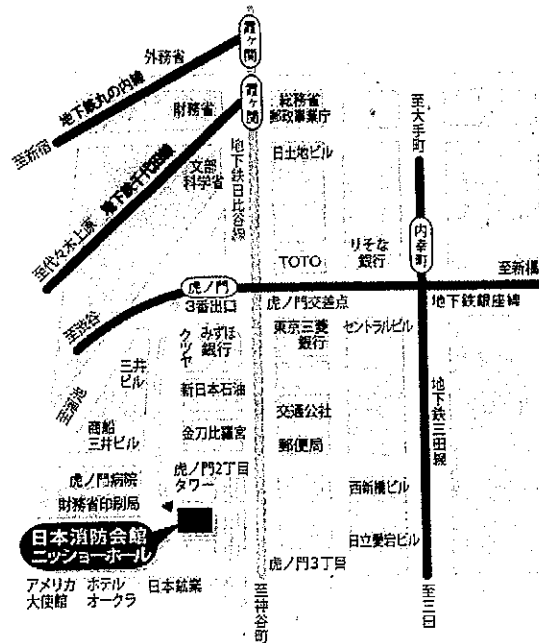 霞ヶ関
外務省
地下鉄丸の内線
至新宿
霞ヶ関
財務省
総務省
郵政事業庁
至大手町
地下鉄日比谷線
日土地ビル
文部
科学省
地下鉄千代田線
至代々木上原
内幸町
TOTO
りそな
銀行
至新橋
虎ノ門
3番出口
虎ノ門交差点
地下鉄銀座線
至渋谷
クツヤ
みずほ
銀行
東京三菱
銀行
セントラルビル
三井
ビル
至溜池
新日本石油
地下鉄三田線
商船
三井ビル
金刀比羅宮
交通公社
郵便局
虎ノ門病院
虎ノ門2丁目
タワー
財務省印刷局
西新橋ビル
日本消防会館
ニッショーホール
日立愛宕ビル
虎ノ門3丁目
アメリカ
大使館
ホテル
オークラ
日本鉱業
至神谷町
至三田